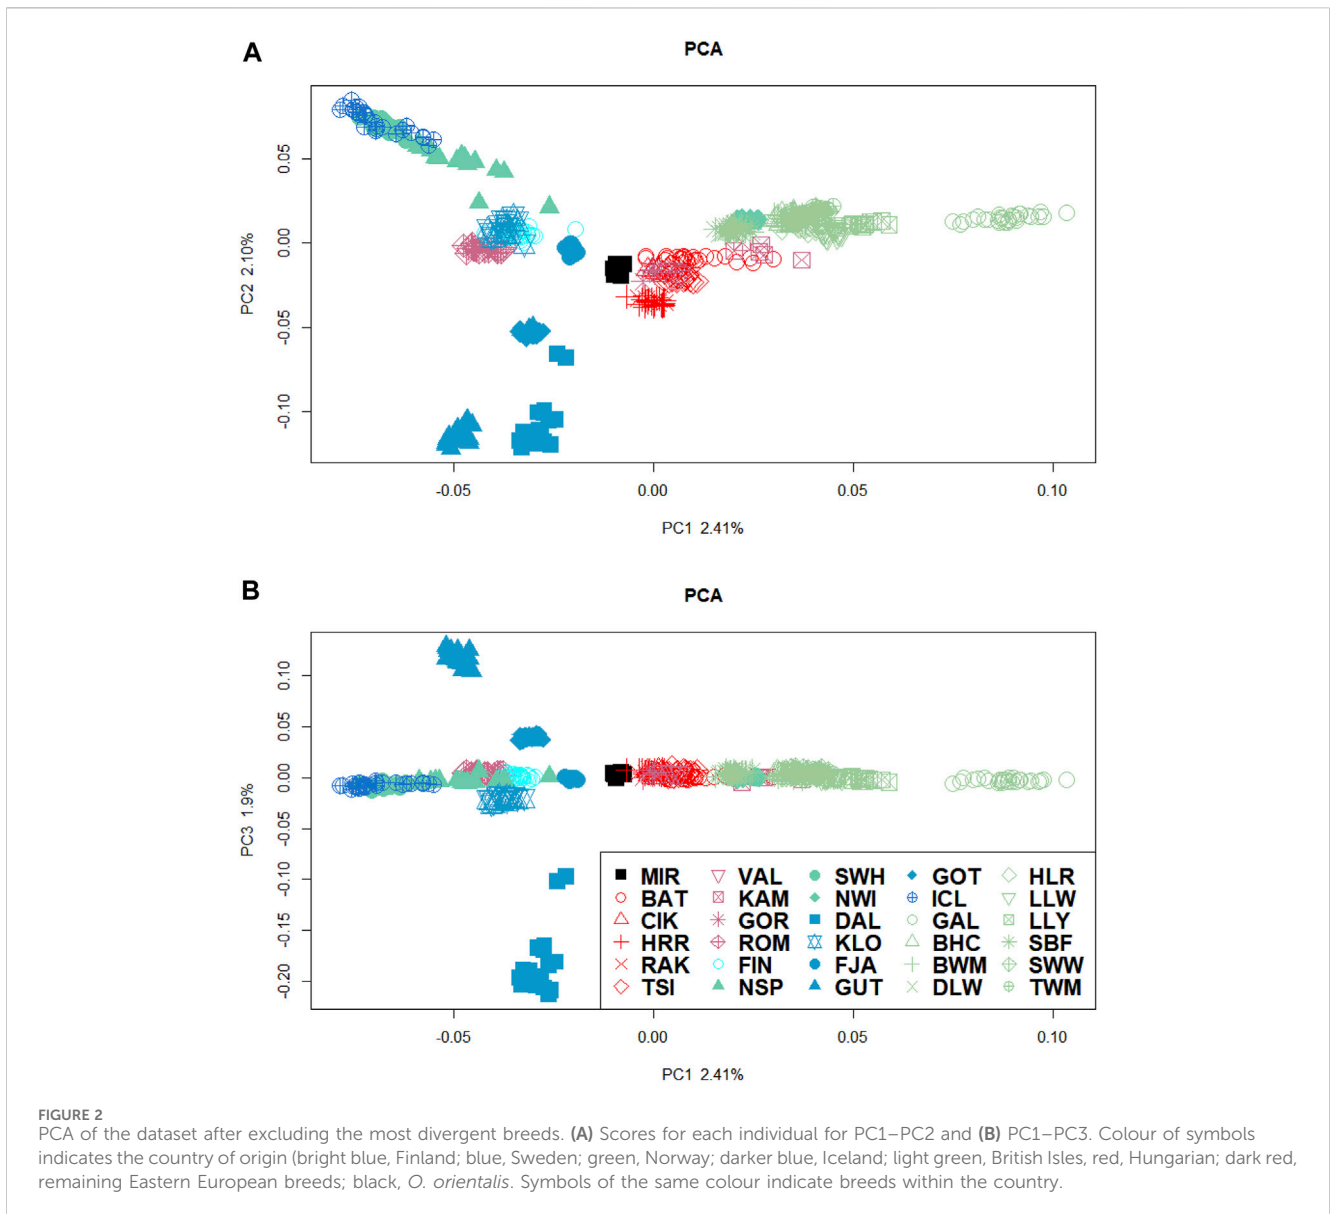 A
PCA
PC2 2.10%
0.05
0.00
-0.05
-0.10
-0.05
0.00
0.05
0.10
PC1 2.41%
B
PCA
PC3 1.9%
0.10
0.05
0.00
-0.05
-0.10
-0.15
-0.20
MIR VAL SWH GOT HLR
BAT KAM NWI ICL LLW
CIK GOR DAL GAL LLY
HRR ROM KLO BHC SBF
RAK FIN FJA BWM SWW
TSI NSP GUT DLW TWM
-0.05
0.00
0.05
0.10
PC1 2.41%
FIGURE 2
PCA of the dataset after excluding the most divergent breeds. (A) Scores for each individual for PC1–PC2 and (B) PC1–PC3. Colour of symbols
indicates the country of origin (bright blue, Finland; blue, Sweden; green, Norway; darker blue, Iceland; light green, British Isles, red, Hungarian; dark red,
remaining Eastern European breeds; black, O. orientalis. Symbols of the same colour indicate breeds within the country.